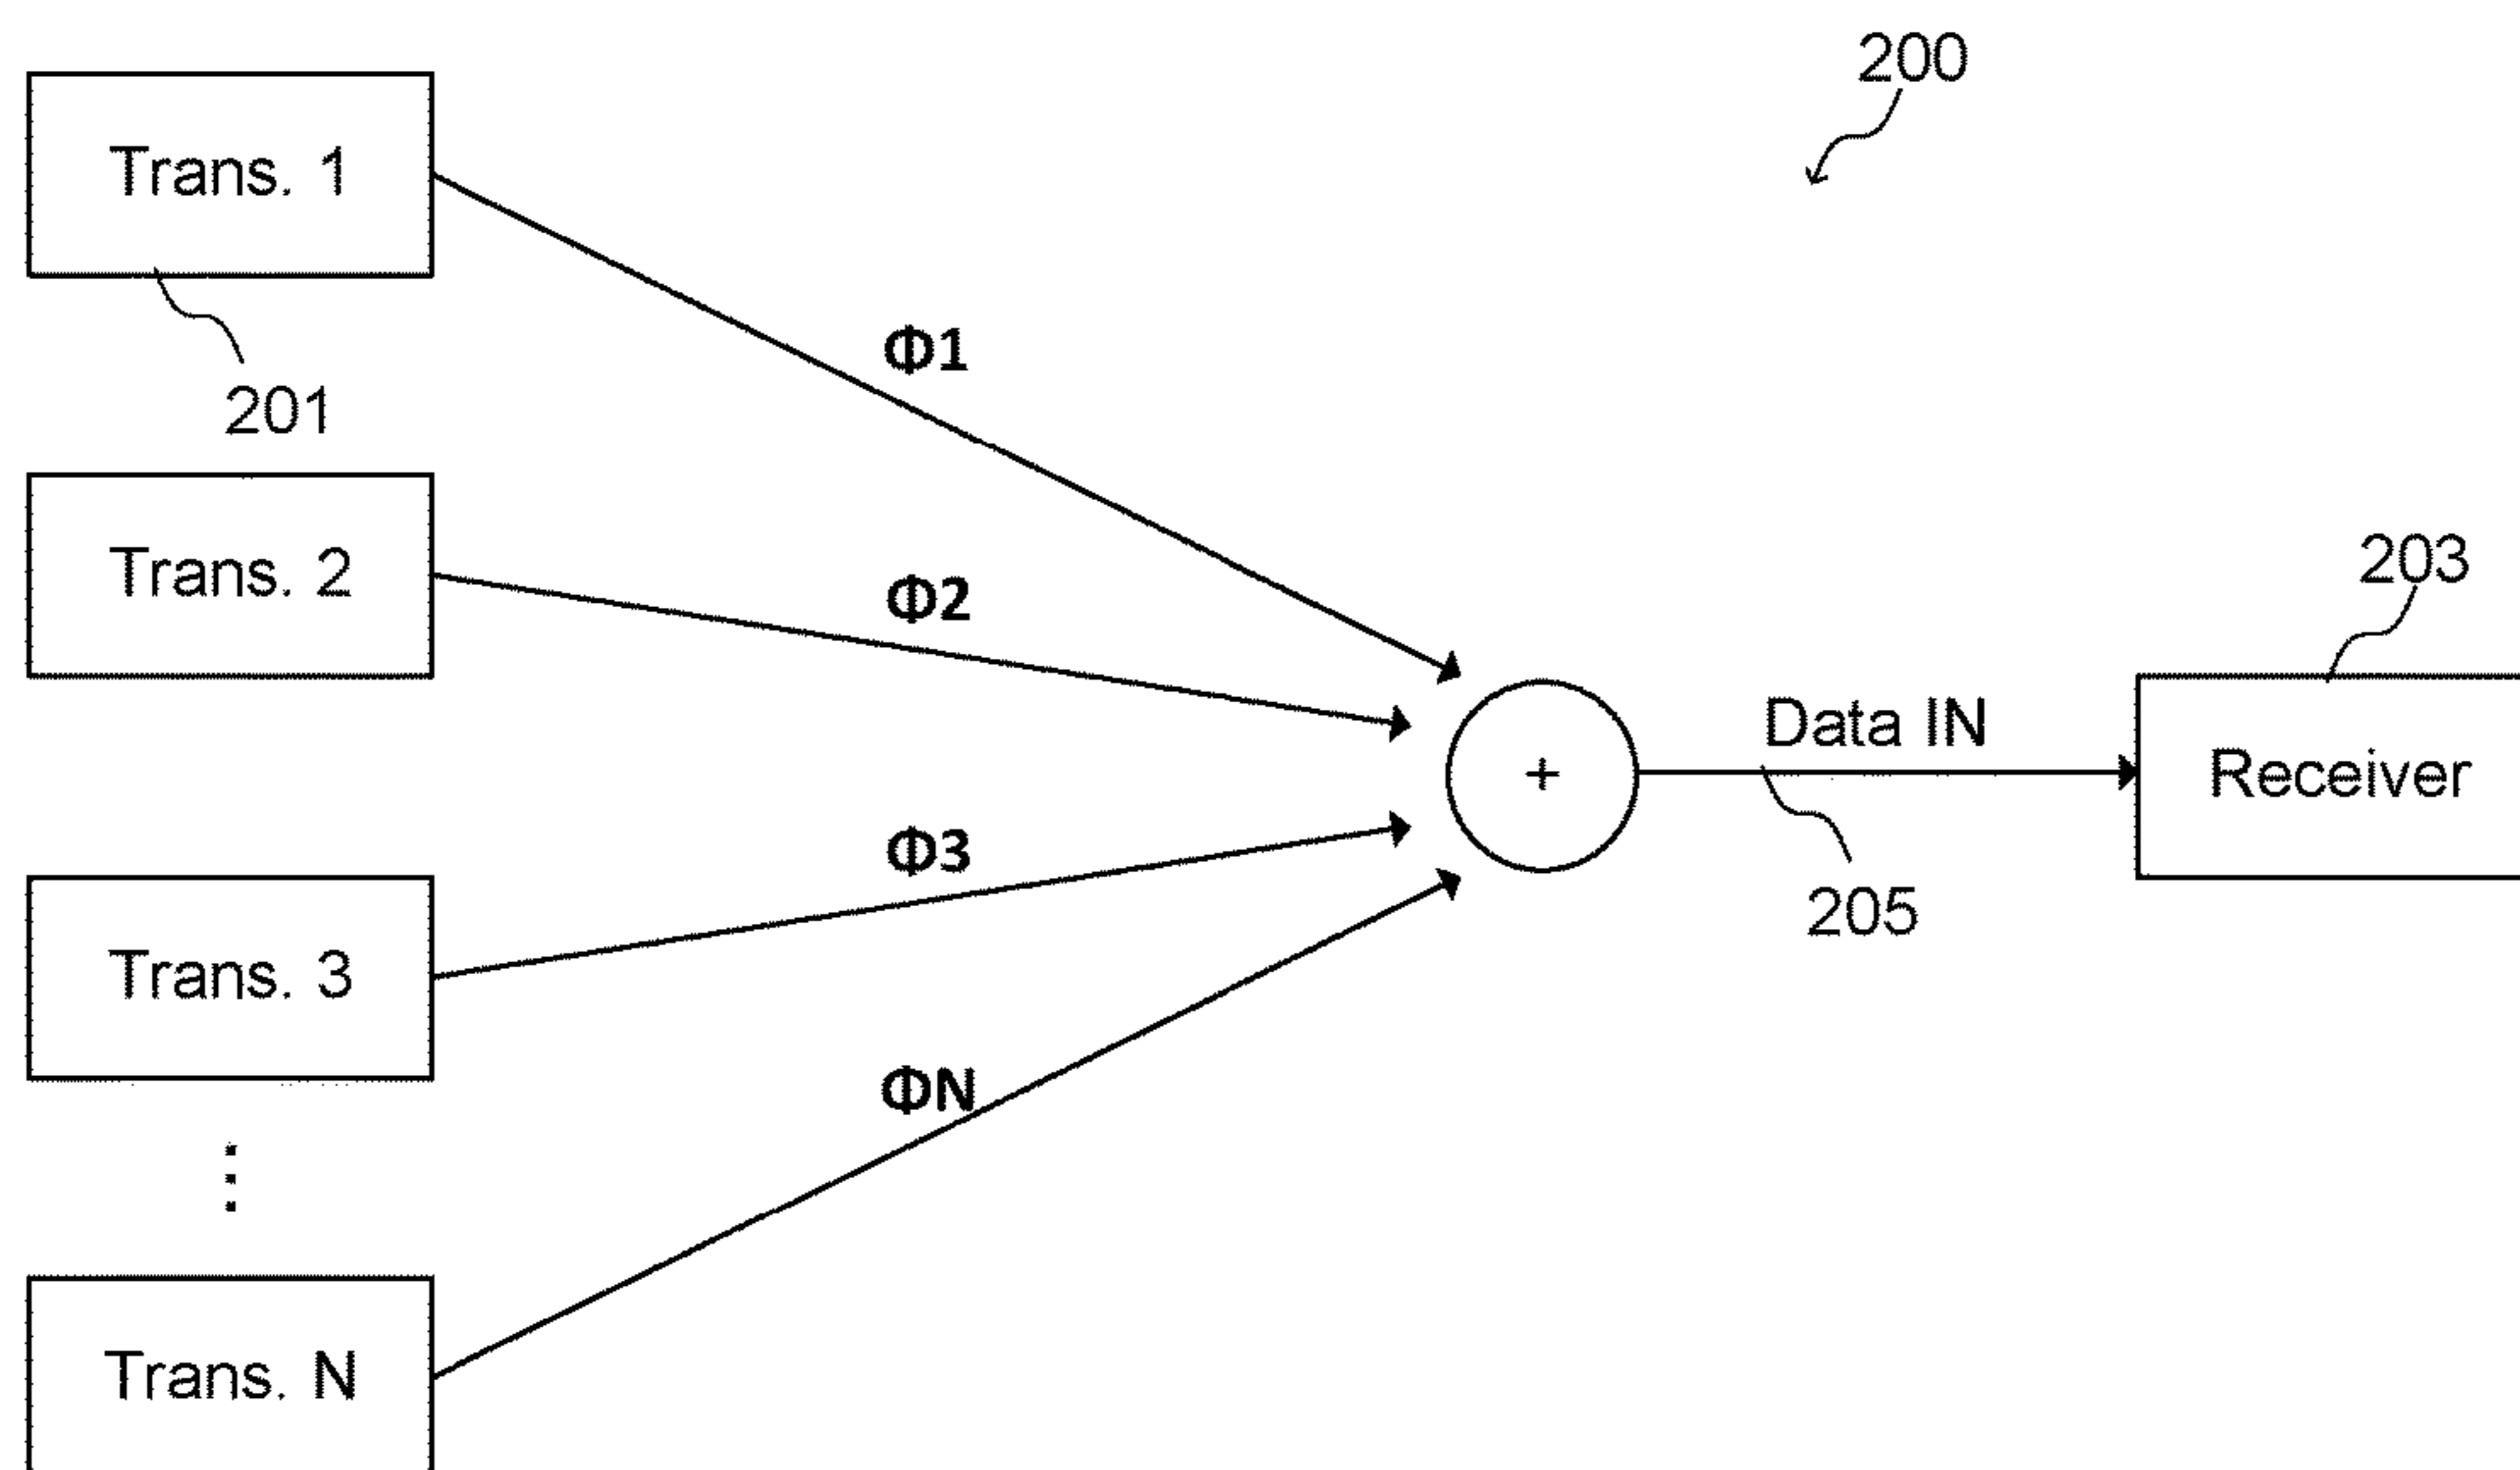 200
Trans. 1
Φ1
201
Trans. 2
Φ2
203
Data IN
+
Receiver
Φ3
205
Trans. 3
ΦN
Trans. N